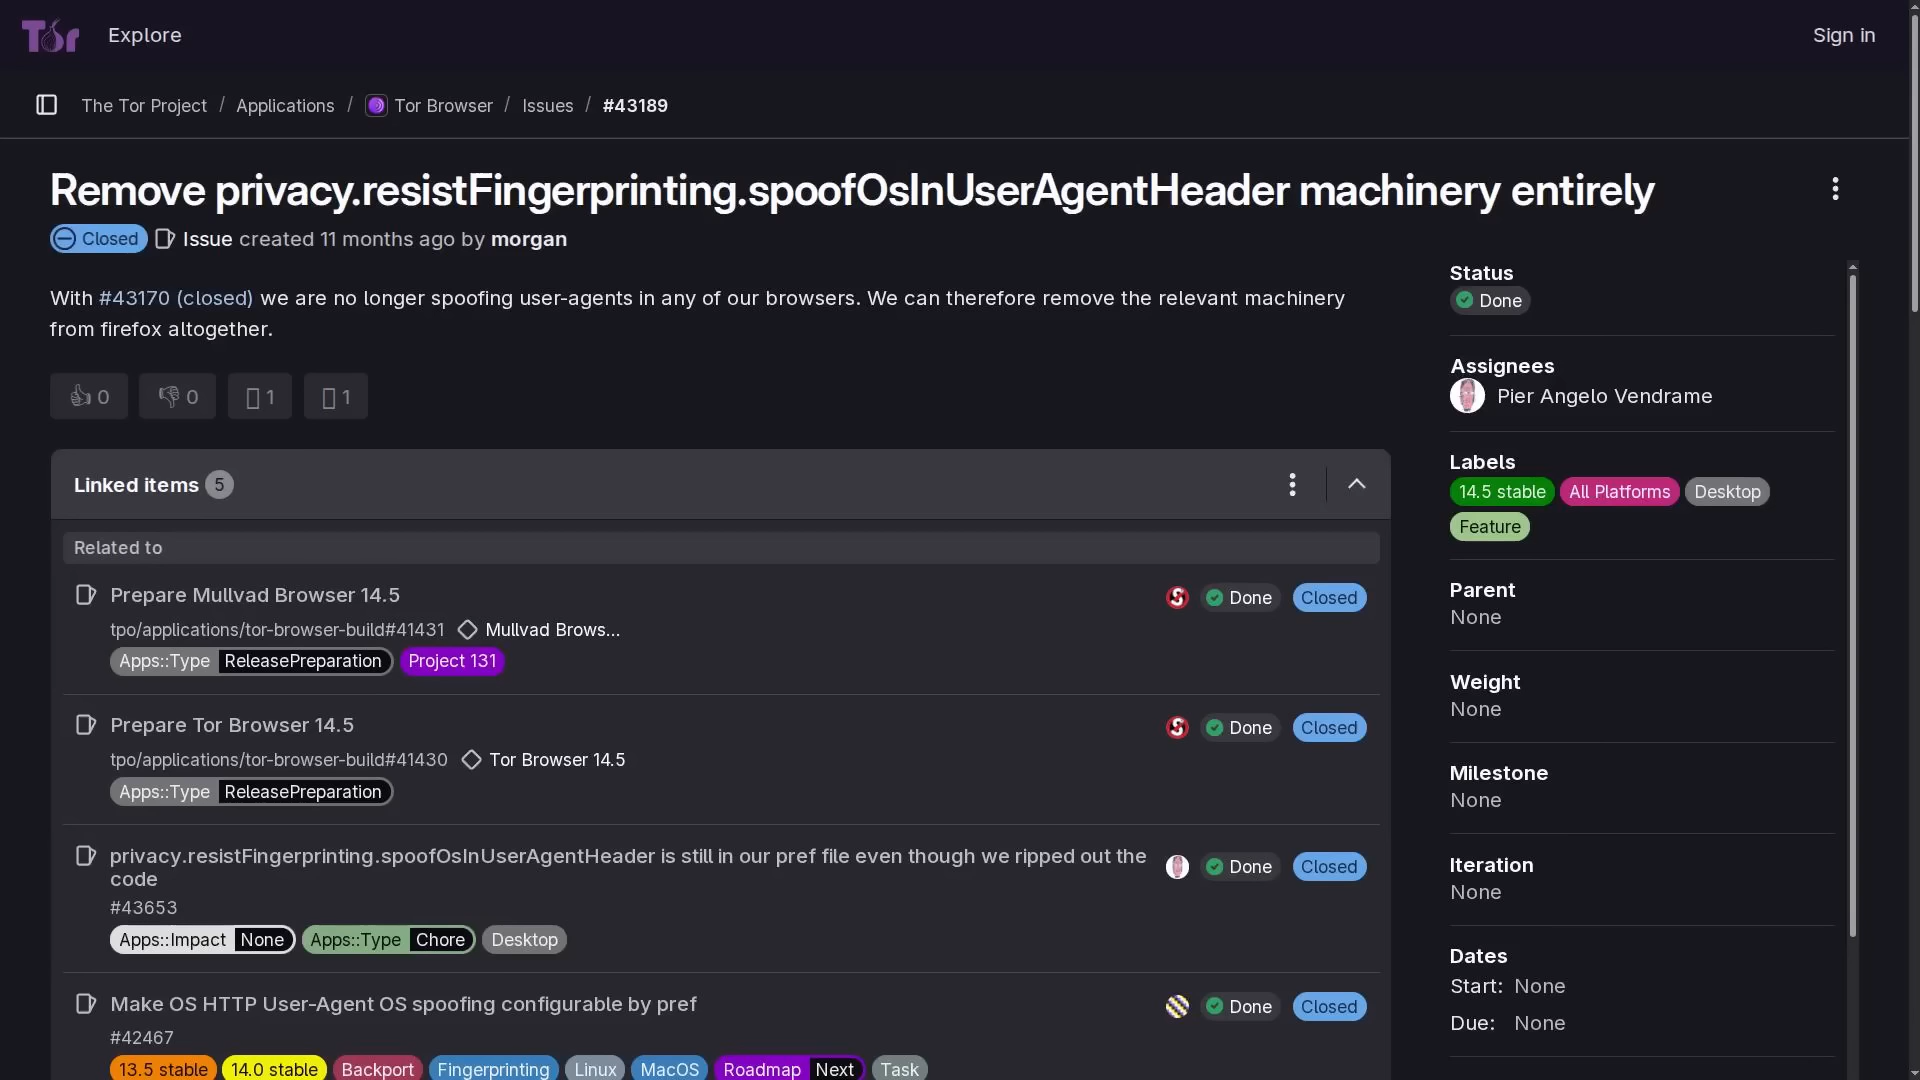 Tor Explore Sign in
The Tor Project / Applications / Tor Browser / Issues / #43189
Remove privacy.resistFingerprinting.spoofOsInUserAgentHeader machinery entirely
Closed Issue created 11 months ago by morgan
With #43170 (closed) we are no longer spoofing user-agents in any of our browsers. We can therefore remove the relevant machinery
from firefox altogether.
👍 0 👎 0 1 1
Linked items 5
Related to
Prepare Mullvad Browser 14.5
Done Closed
tpo/applications/tor-browser-build#41431 Mullvad Brows...
Apps::Type ReleasePreparation Project 131
Prepare Tor Browser 14.5
Done Closed
tpo/applications/tor-browser-build#41430 Tor Browser 14.5
Apps::Type ReleasePreparation
privacy.resistFingerprinting.spoofOsInUserAgentHeader is still in our pref file even though we ripped out the
code
Done Closed
#43653
Apps::Impact None Apps::Type Chore Desktop
Make OS HTTP User-Agent OS spoofing configurable by pref
Done Closed
#42467
13.5 stable 14.0 stable Backport Fingerprinting Linux MacOS Roadmap Next Task
Status
Done
Assignees
Pier Angelo Vendrame
Labels
14.5 stable All Platforms Desktop
Feature
Parent
None
Weight
None
Milestone
None
Iteration
None
Dates
Start: None
Due: None